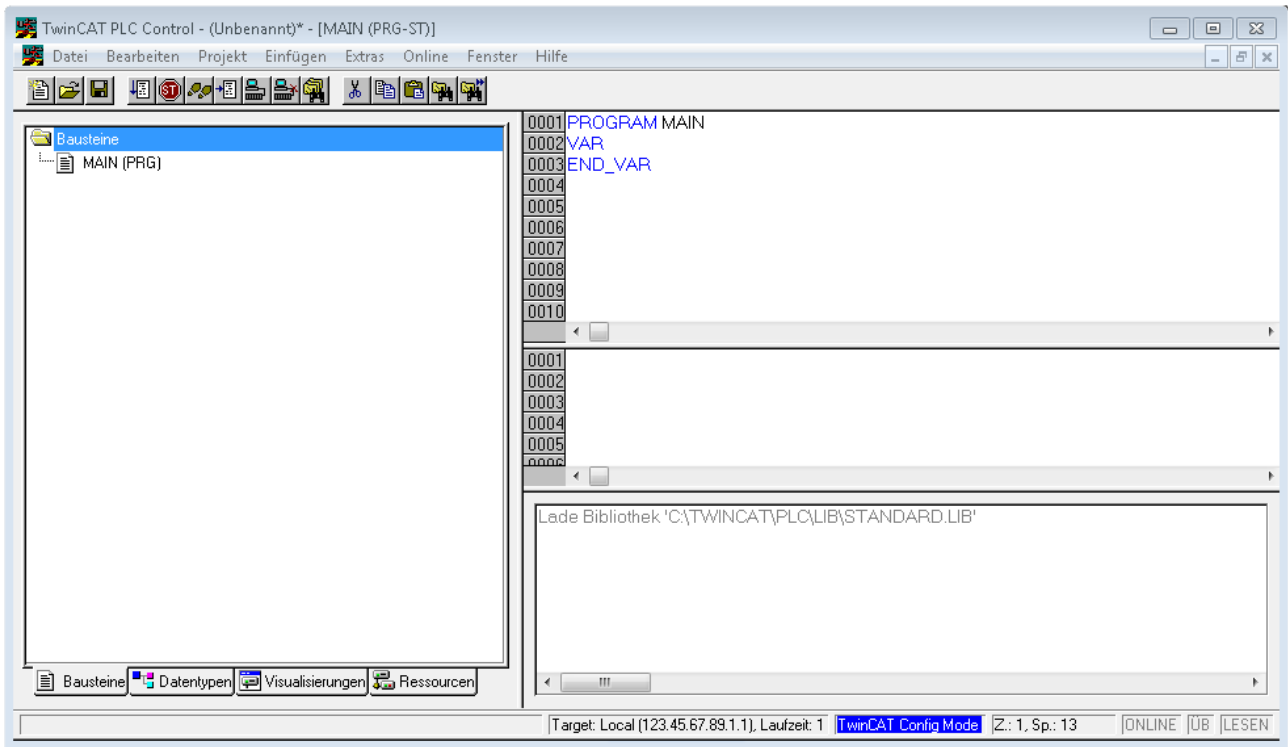 TwinCAT PLC Control - (Unbenannt)* - [MAIN (PRG-ST)]
Datei Bearbeiten Projekt Einfügen Extras Online Fenster Hilfe
Bausteine
MAIN (PRG)
Bausteine Datentypen Visualisierungen Ressourcen
0001 PROGRAM MAIN
0002 VAR
0003 END_VAR
0004
0005
0006
0007
0008
0009
0010
0001
0002
0003
0004
0005
0006
Lade Bibliothek 'C:\TWINCAT\PLC\LIB\STANDARD.LIB'
Target: Local (123.45.67.89.1.1), Laufzeit: 1 TwinCAT Config Mode Z.: 1, Sp.: 13 ONLINE ÜB LESEN